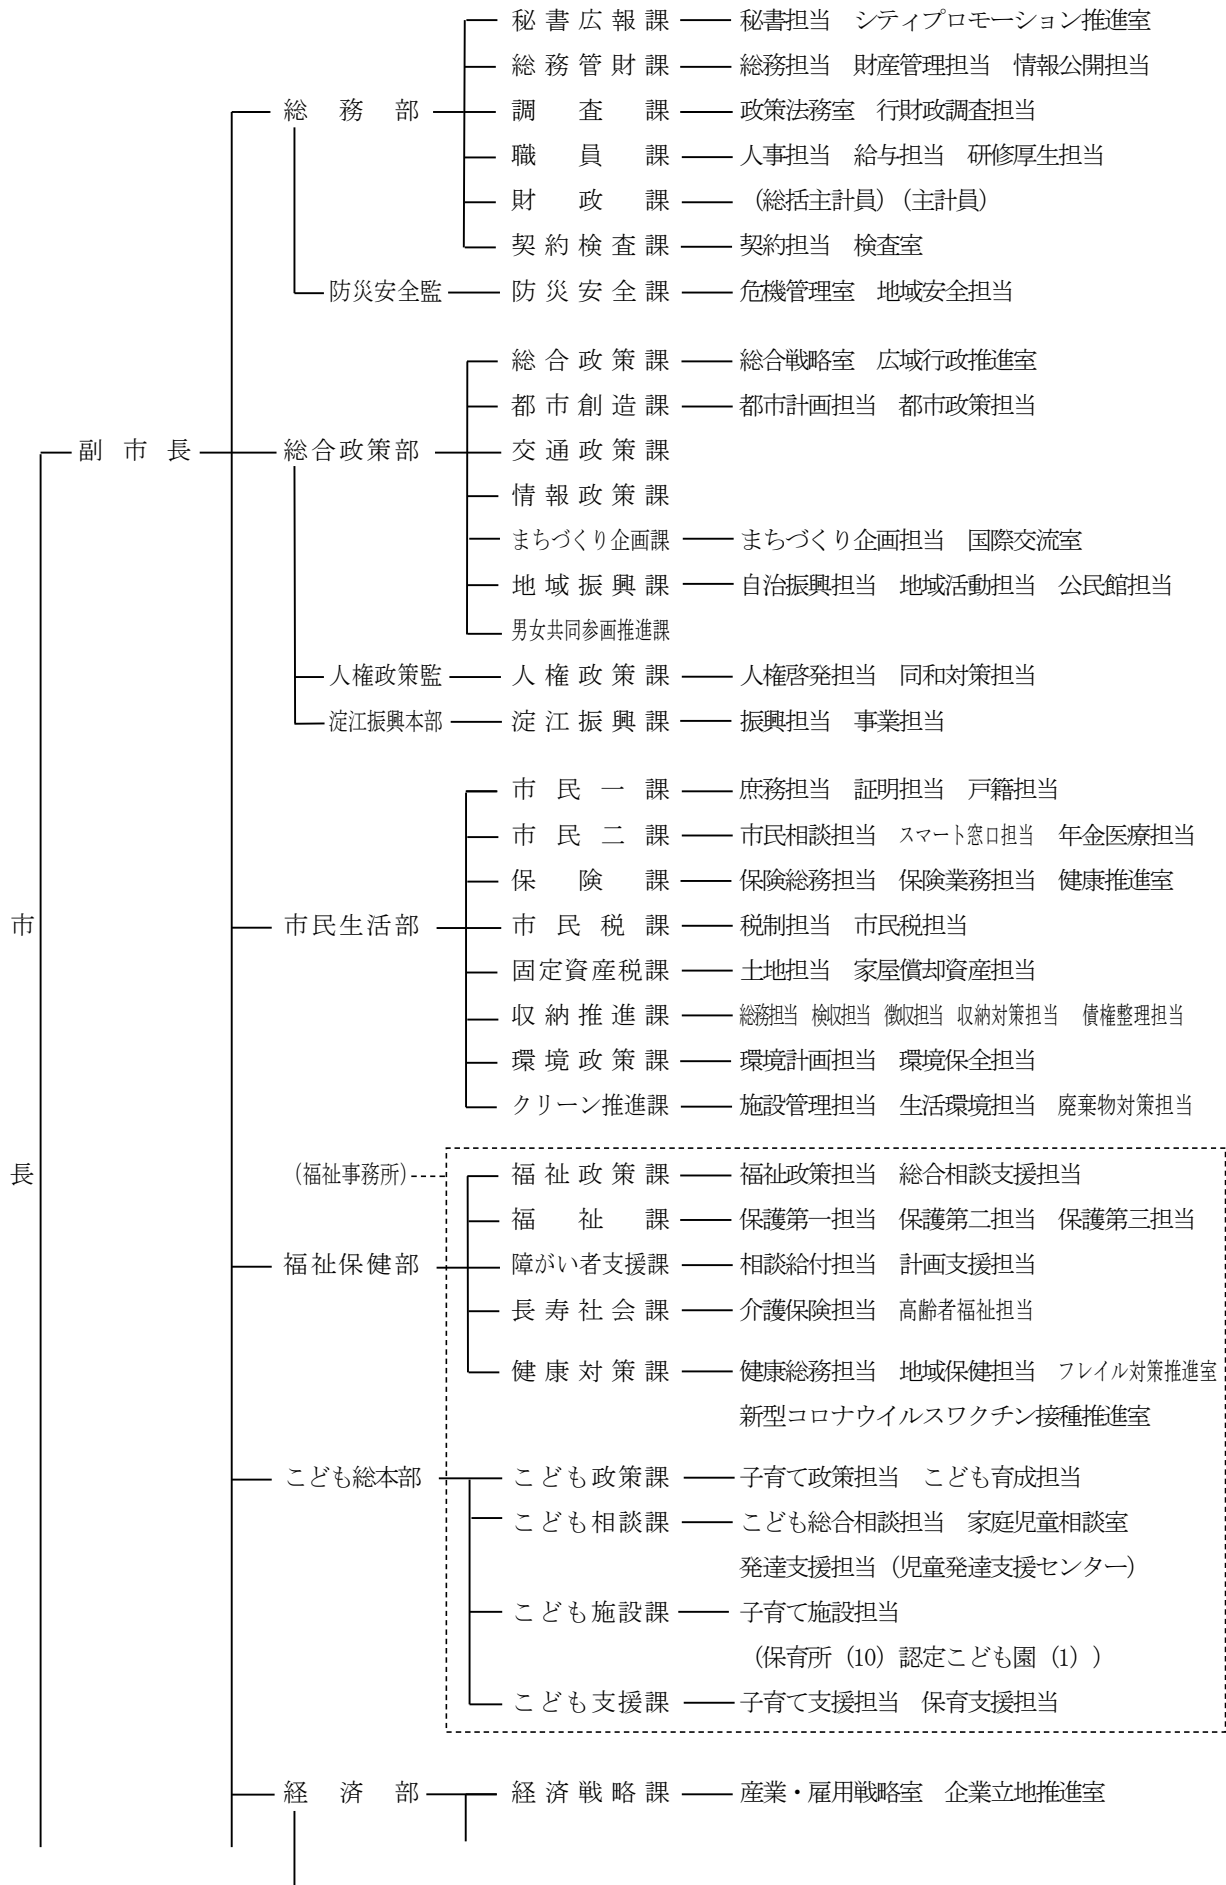 秘書広報課 秘書担当 シティプロモーション推進室
総務管財課 総務担当 財産管理担当 情報公開担当
総務部 調査課 政策法務室 行財政調査担当
職員課 人事担当 給与担当 研修厚生担当
財政課 (総括主計員)(主計員)
契約検査課 契約担当 検査室
防災安全監 防災安全課 危機管理室 地域安全担当
総合政策課 総合戦略室 広域行政推進室
都市創造課 都市計画担当 都市政策担当
副市長 総合政策部 交通政策課
情報政策課
まちづくり企画課 まちづくり企画担当 国際交流室
地域振興課 自治振興担当 地域活動担当 公民館担当
男女共同参画推進課
人権政策監 人権政策課 人権啓発担当 同和対策担当
淀江振興本部 淀江振興課 振興担当 事業担当
市民一課 庶務担当 証明担当 戸籍担当
市民二課 市民相談担当 スマート窓口担当 年金医療担当
保険課 保険総務担当 保険業務担当 健康推進室
市長 市民生活部 市民税課 税制担当 市民税担当
固定資産税課 土地担当 家屋償却資産担当
収納推進課 総務担当 検収担当 徴収担当 収納対策担当 債権整理担当
環境政策課 環境計画担当 環境保全担当
クリーン推進課 施設管理担当 生活環境担当 廃棄物対策担当
(福祉事務所) 福祉政策課 福祉政策担当 総合相談支援担当
福祉課 保護第一担当 保護第二担当 保護第三担当
福祉保健部 障がい者支援課 相談給付担当 計画支援担当
長寿社会課 介護保険担当 高齢者福祉担当
健康対策課 健康総務担当 地域保健担当 フレイル対策推進室
新型コロナウイルスワクチン接種推進室
こども総本部 こども政策課 子育て政策担当 こども育成担当
こども相談課 こども総合相談担当 家庭児童相談室
発達支援担当(児童発達支援センター)
こども施設課 子育て施設担当
(保育所(10)認定こども園(1))
こども支援課 子育て支援担当 保育支援担当
経済部 経済戦略課 産業・雇用戦略室 企業立地推進室